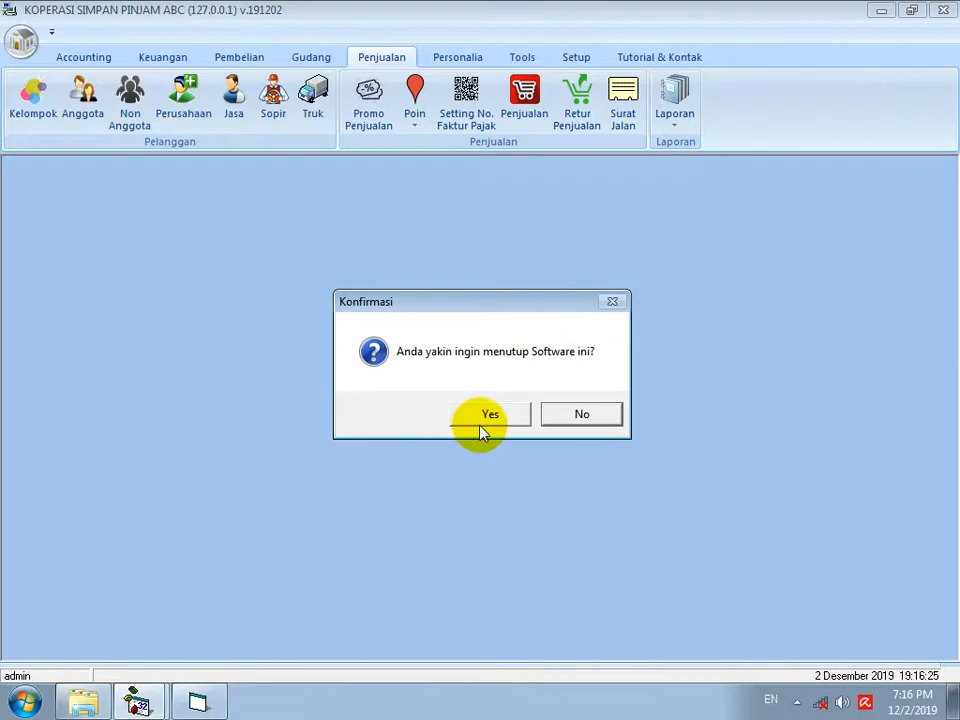 KOPERASI SIMPAN PINJAM ABC (127.0.0.1) v.191202
Accounting Keuangan Pembelian Gudang Penjualan Personalia Tools Setup Tutorial & Kontak
Kelompok Anggota Non Anggota Perusahaan Jasa Sopir Truk
Promo Penjualan Poin Setting No. Faktur Pajak Penjualan Retur Penjualan Surat Jalan Laporan
Pelanggan Penjualan Laporan
Konfirmasi
Anda yakin ingin menutup Software ini?
Yes No
admin 2 Desember 2019 19:16:25
32
EN 7:16 PM
12/2/2019